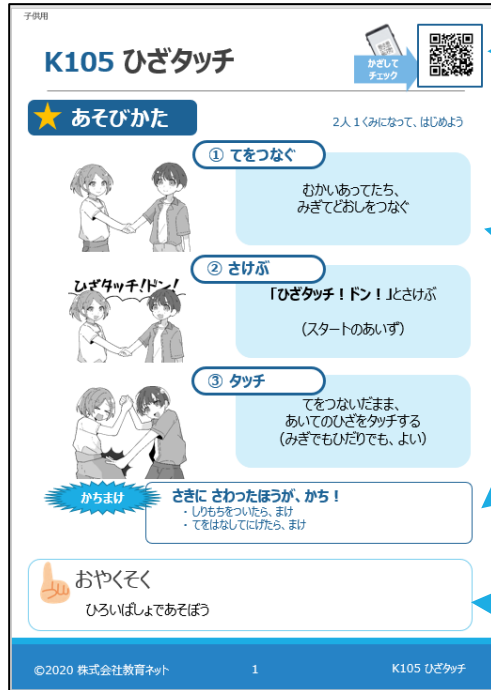 子供用
K105 ひざタッチ
かざして
チェック
あそびかた
2人1くみになって、はじめよう
① てをつなぐ
むかいあってたち、
みぎてどおしをつなぐ
② さけぶ
ひざタッチ!ドン!
「ひざタッチ！ドン！」とさけぶ
(スタートのあいず)
③ タッチ
てをつないだまま、
あいてのひざをタッチする
(みぎでもひだりでも、よい)
かちまけ
さきに さわったほうが、かち！
・しりもちをついたら、まけ
・てをはなしてにげたら、まけ
おやくそく
ひろいばしょであそぼう
©2020 株式会社教育ネット
1
K105 ひざタッチ